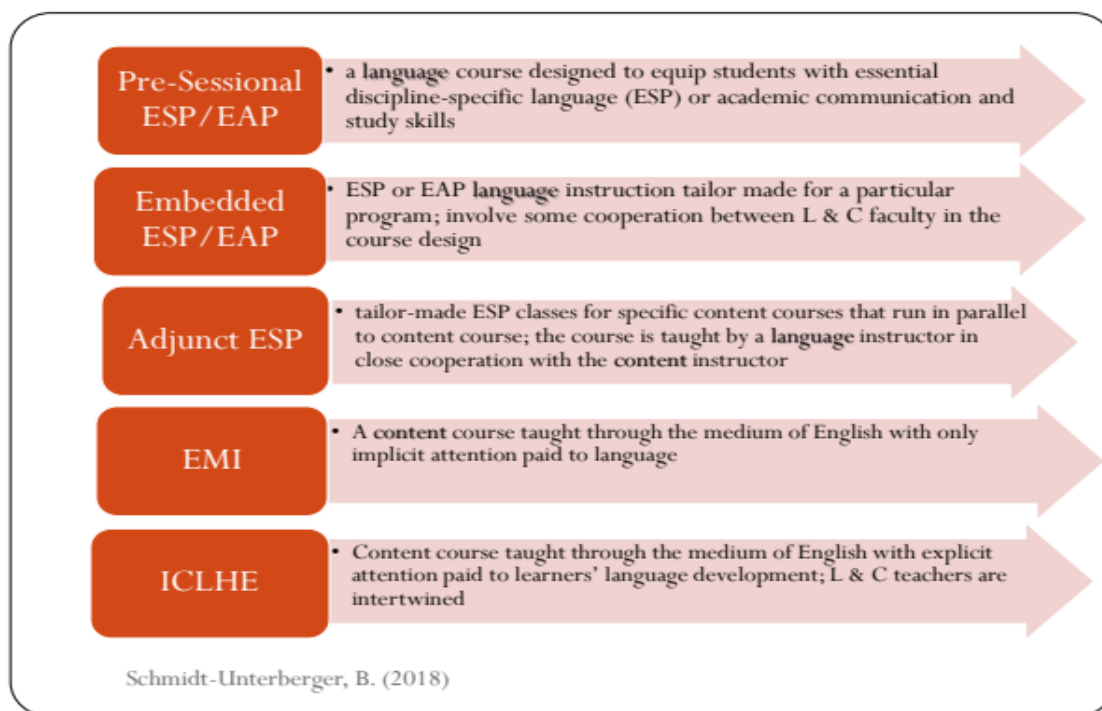 Pre-Sessional
ESP/EAP
• a language course designed to equip students with essential
discipline-specific language (ESP) or academic communication and
study skills
Embedded
ESP/EAP
• ESP or EAP language instruction tailor made for a particular
program; involve some cooperation between L & C faculty in the
course design
Adjunct ESP
• tailor-made ESP classes for specific content courses that run in parallel
to content course; the course is taught by a language instructor in
close cooperation with the content instructor
EMI
• A content course taught through the medium of English with only
implicit attention paid to language
ICLHE
• Content course taught through the medium of English with explicit
attention paid to learners' language development; L & C teachers are
intertwined
Schmidt-Unterberger, B. (2018)